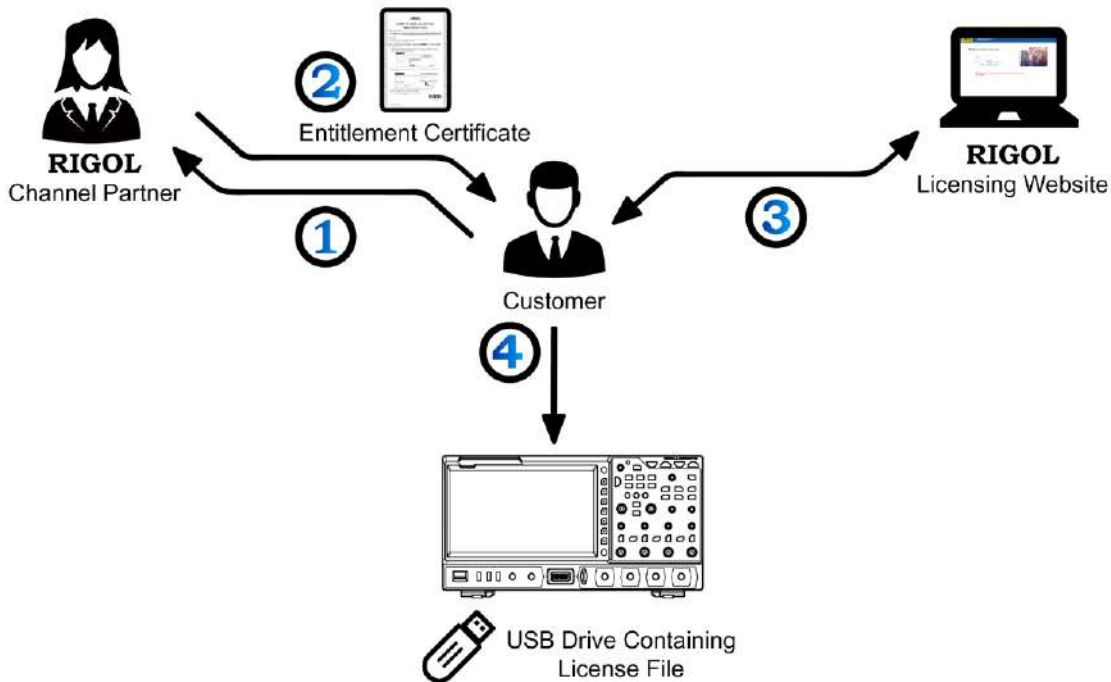 2
Entitlement Certificate
RIGOL
Channel Partner
1
RIGOL
Licensing Website
3
Customer
4
USB Drive Containing
License File